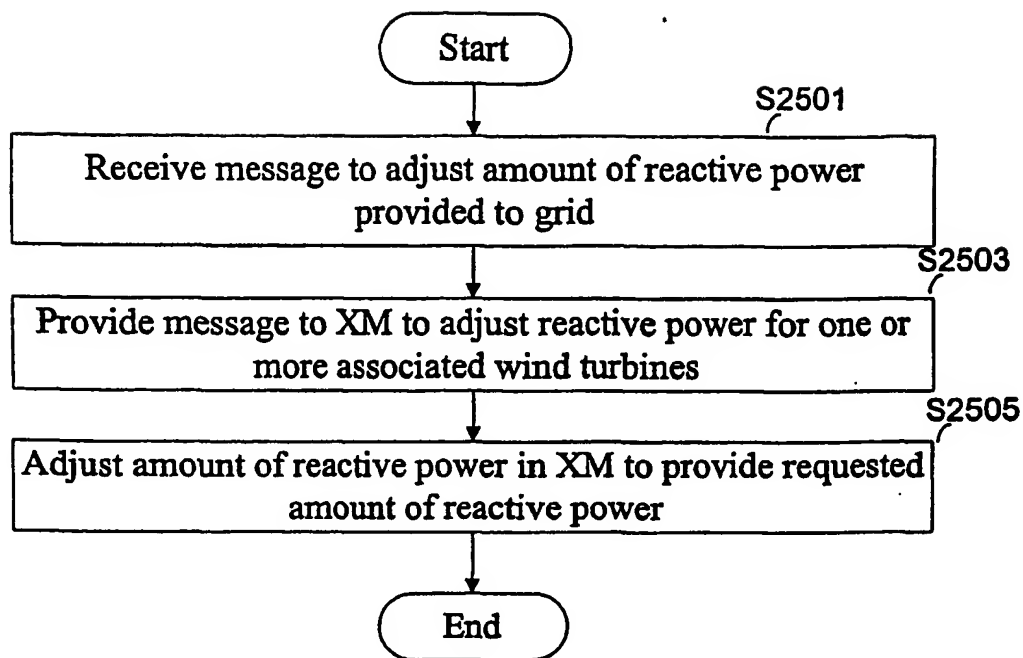 Start
S2501
Receive message to adjust amount of reactive power
provided to grid
S2503
Provide message to XM to adjust reactive power for one or
more associated wind turbines
S2505
Adjust amount of reactive power in XM to provide requested
amount of reactive power
End